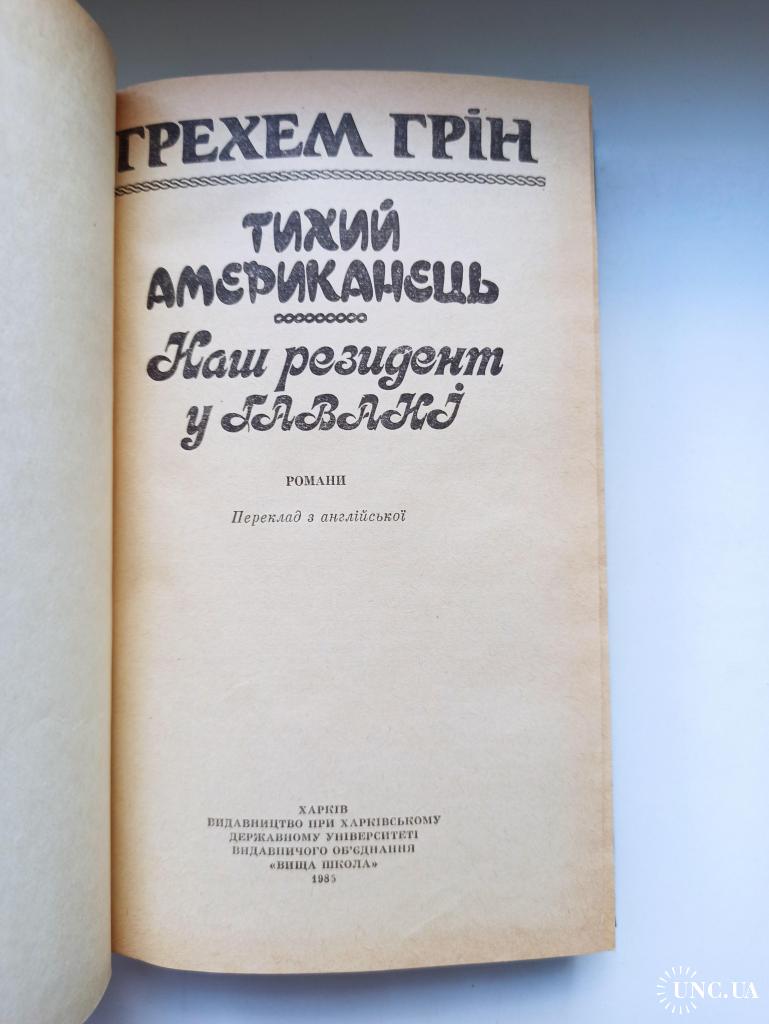 ГРЕХЕМ ГРІН
ТИХИЙ
АМЕРИКАНЕЦЬ
Наш резидент
у ГАВАНІ
РОМАНИ
Переклад з англійської
ХАРКІВ
ВИДАВНИЦТВО ПРИ ХАРКІВСЬКОМУ
ДЕРЖАВНОМУ УНІВЕРСИТЕТІ
ВИДАВНИЧОГО ОБ'ЄДНАННЯ
«ВИЩА ШКОЛА»
1985
UNC.UA